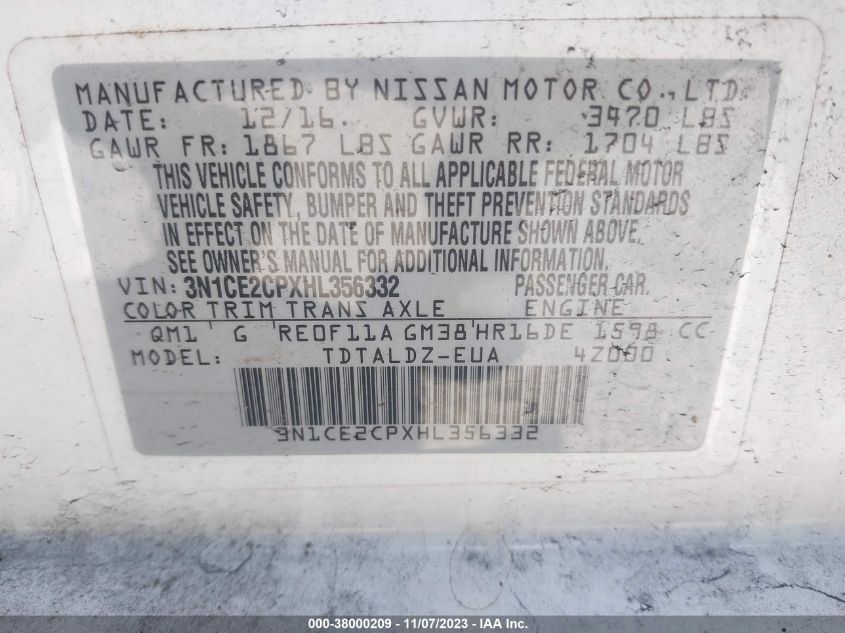 MANUFACTURED BY NISSAN MOTOR CO., LTD.
DATE: 12/16. GVWR: 3470 LBS
GAWR FR: 1867 LBS GAWR RR: 1704 LBS
THIS VEHICLE CONFORMS TO ALL APPLICABLE FEDERAL MOTOR
VEHICLE SAFETY, BUMPER AND THEFT PREVENTION STANDARDS
IN EFFECT ON THE DATE OF MANUFACTURE SHOWN ABOVE.
SEE OWNER'S MANUAL FOR ADDITIONAL INFORMATION.
VIN: 3N1CE2CPXHL356332 PASSENGER CAR.
COLOR TRIM TRANS AXLE ENGINE
QM1 G RE0F11A GM38 HR16DE 1598 CC
MODEL: TDTALDZ-EUA 4Z000
3N1CE2CPXHL356332
000-38000209 - 11/07/2023 - IAA Inc.